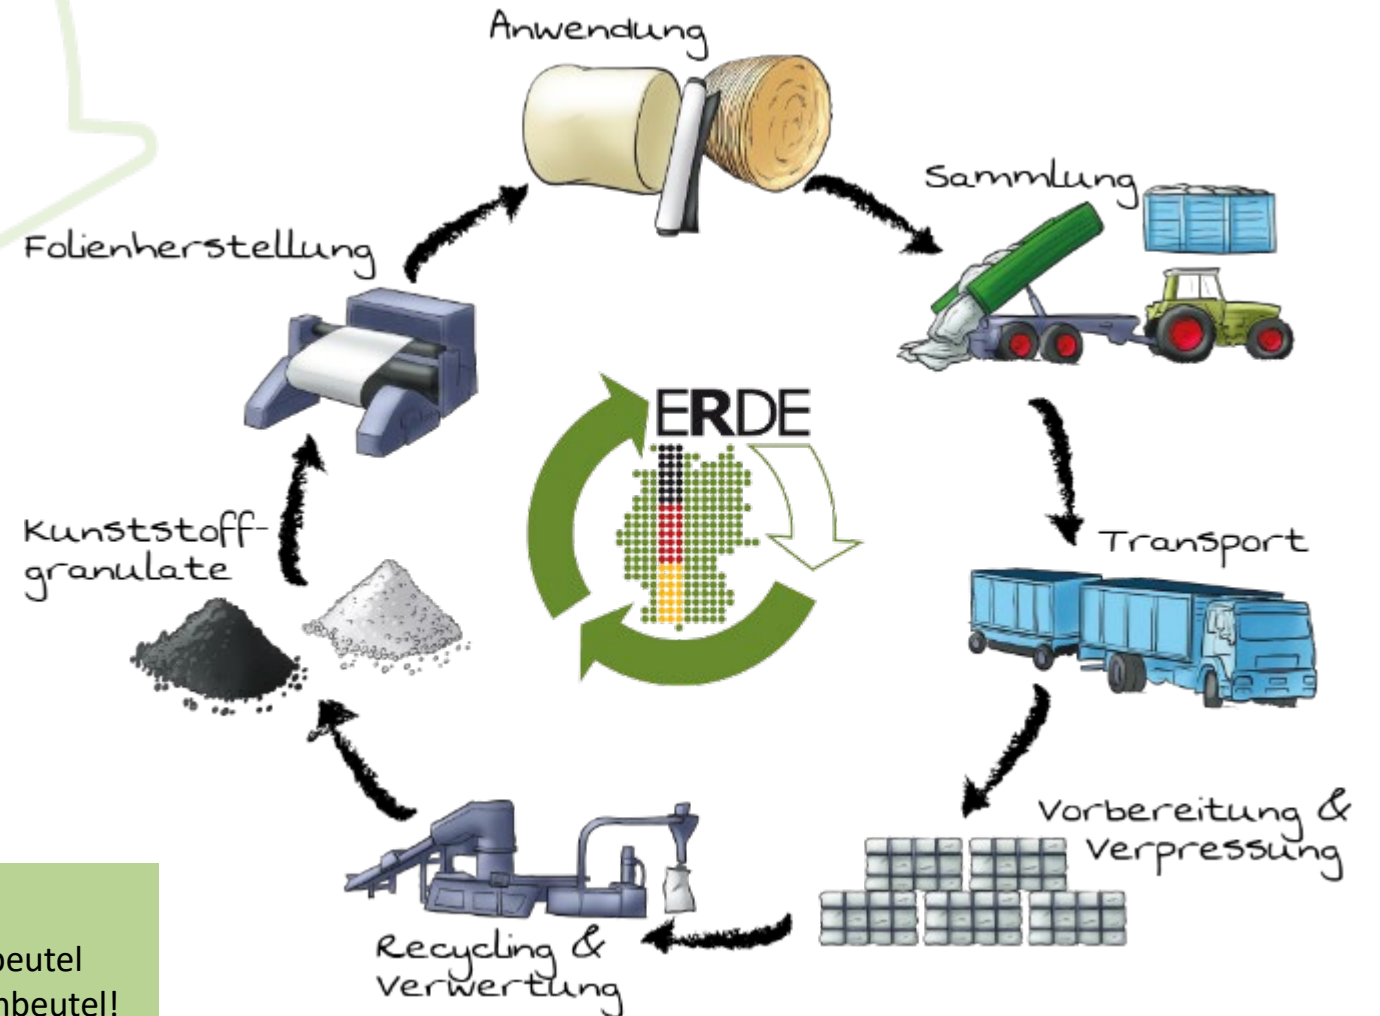 Anwendung
Sammlung
Folienherstellung
ERDE
Kunststoff-
granulate
Transport
Vorbereitung &
Verpressung
Recycling &
Verwertung